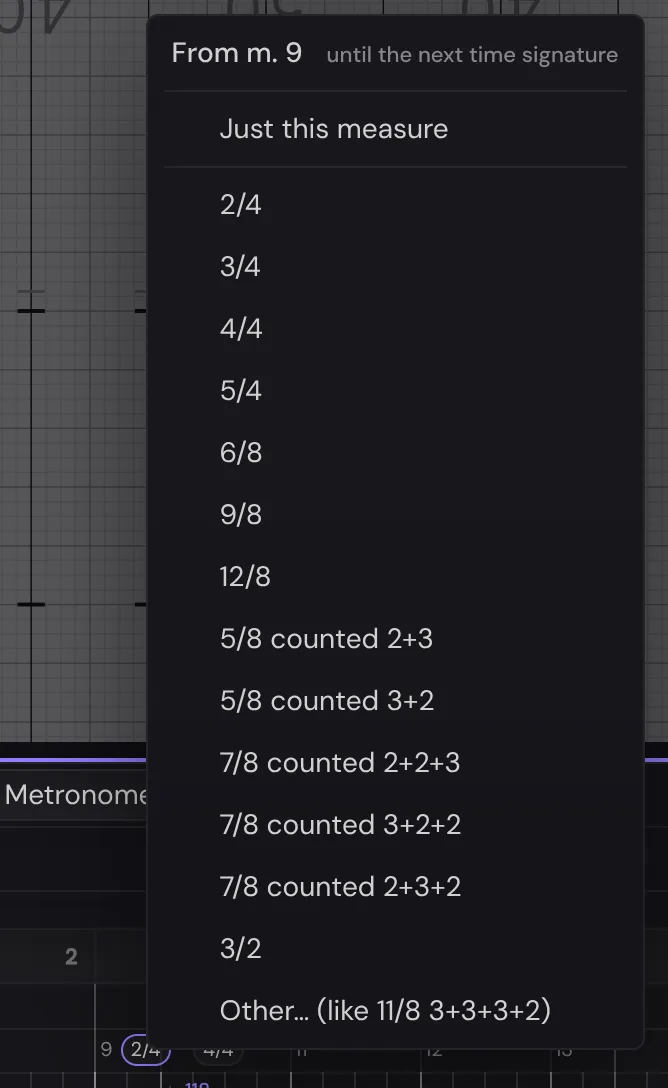 From m. 9 until the next time signature
Just this measure
2/4
3/4
4/4
5/4
6/8
9/8
12/8
5/8 counted 2+3
5/8 counted 3+2
7/8 counted 2+2+3
7/8 counted 3+2+2
7/8 counted 2+3+2
3/2
Other... (like 11/8 3+3+3+2)
Metronome
2
9 2/4 4/4 11 12 13